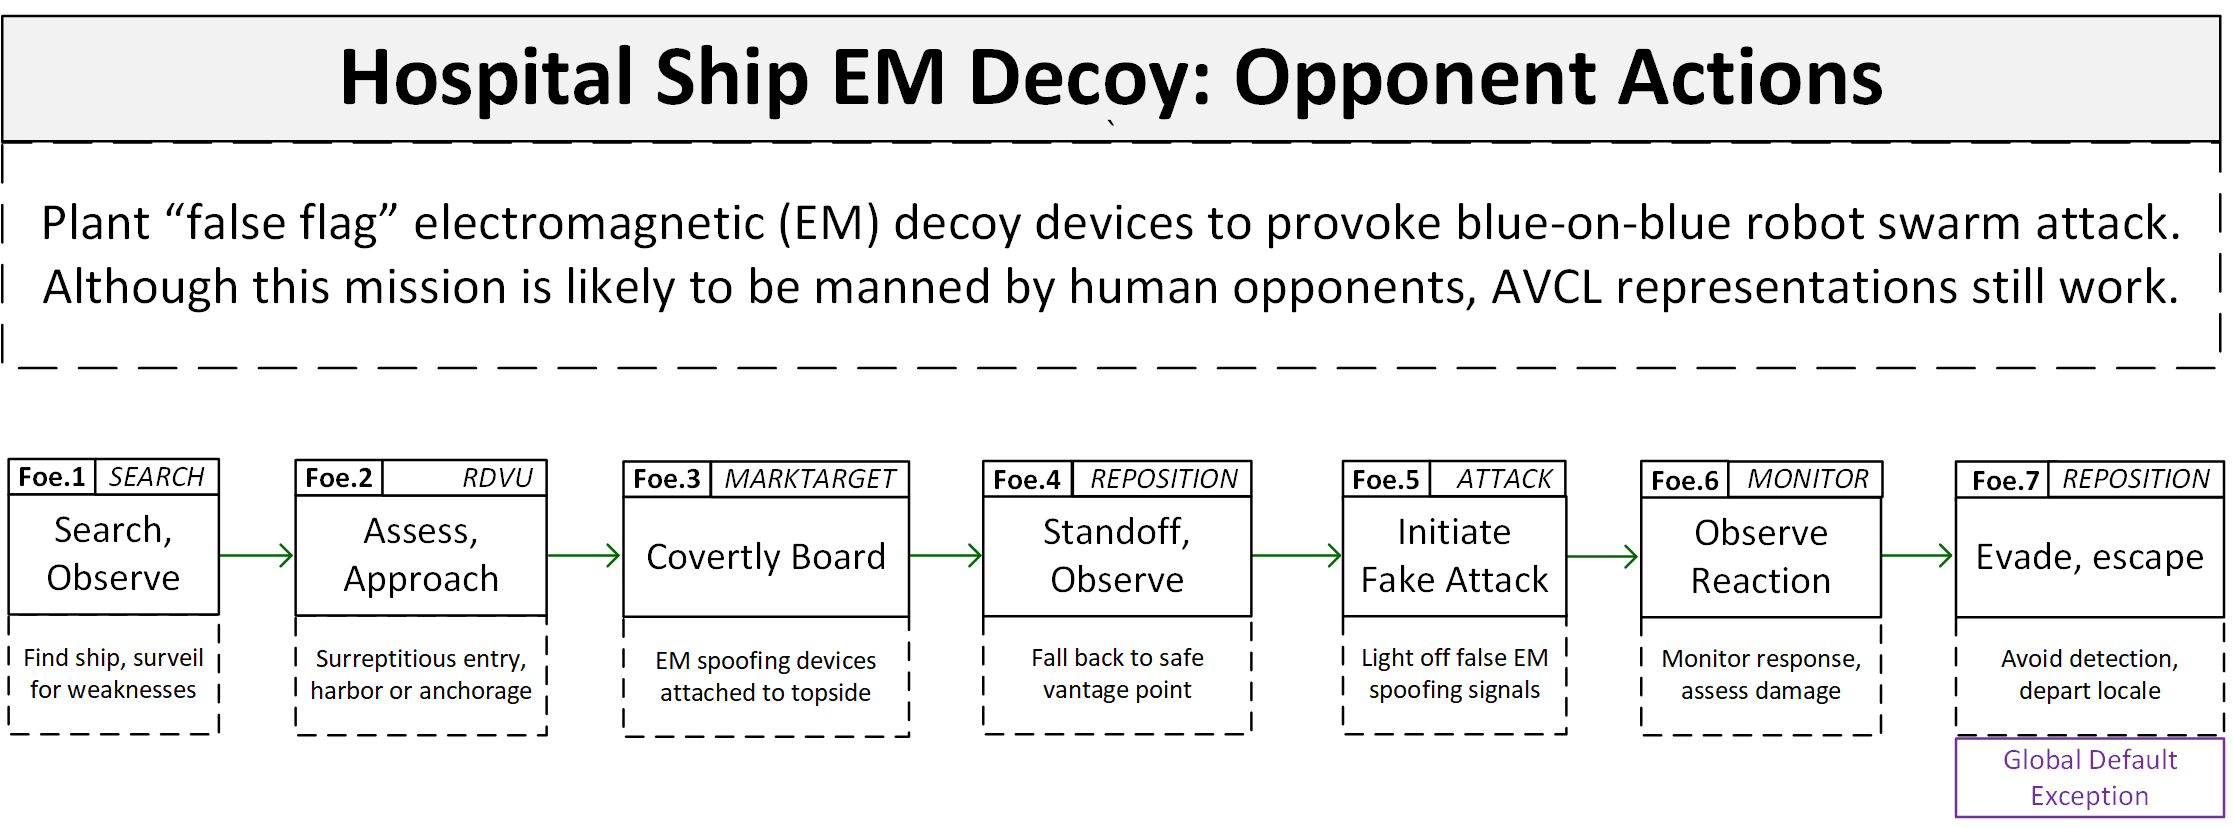 Hospital Ship EM Decoy: Opponent Actions
`
Plant “false flag” electromagnetic (EM) decoy devices to provoke blue-on-blue robot swarm attack.
Although this mission is likely to be manned by human opponents, AVCL representations still work.
Foe.1 SEARCH
Search,
Observe
Find ship, surveil
for weaknesses
Foe.2 RDVU
Assess,
Approach
Surreptitious entry,
harbor or anchorage
Foe.3 MARKTARGET
Covertly Board
EM spoofing devices
attached to topside
Foe.4 REPOSITION
Standoff,
Observe
Fall back to safe
vantage point
Foe.5 ATTACK
Initiate
Fake Attack
Light off false EM
spoofing signals
Foe.6 MONITOR
Observe
Reaction
Monitor response,
assess damage
Foe.7 REPOSITION
Evade, escape
Avoid detection,
depart locale
Global Default
Exception